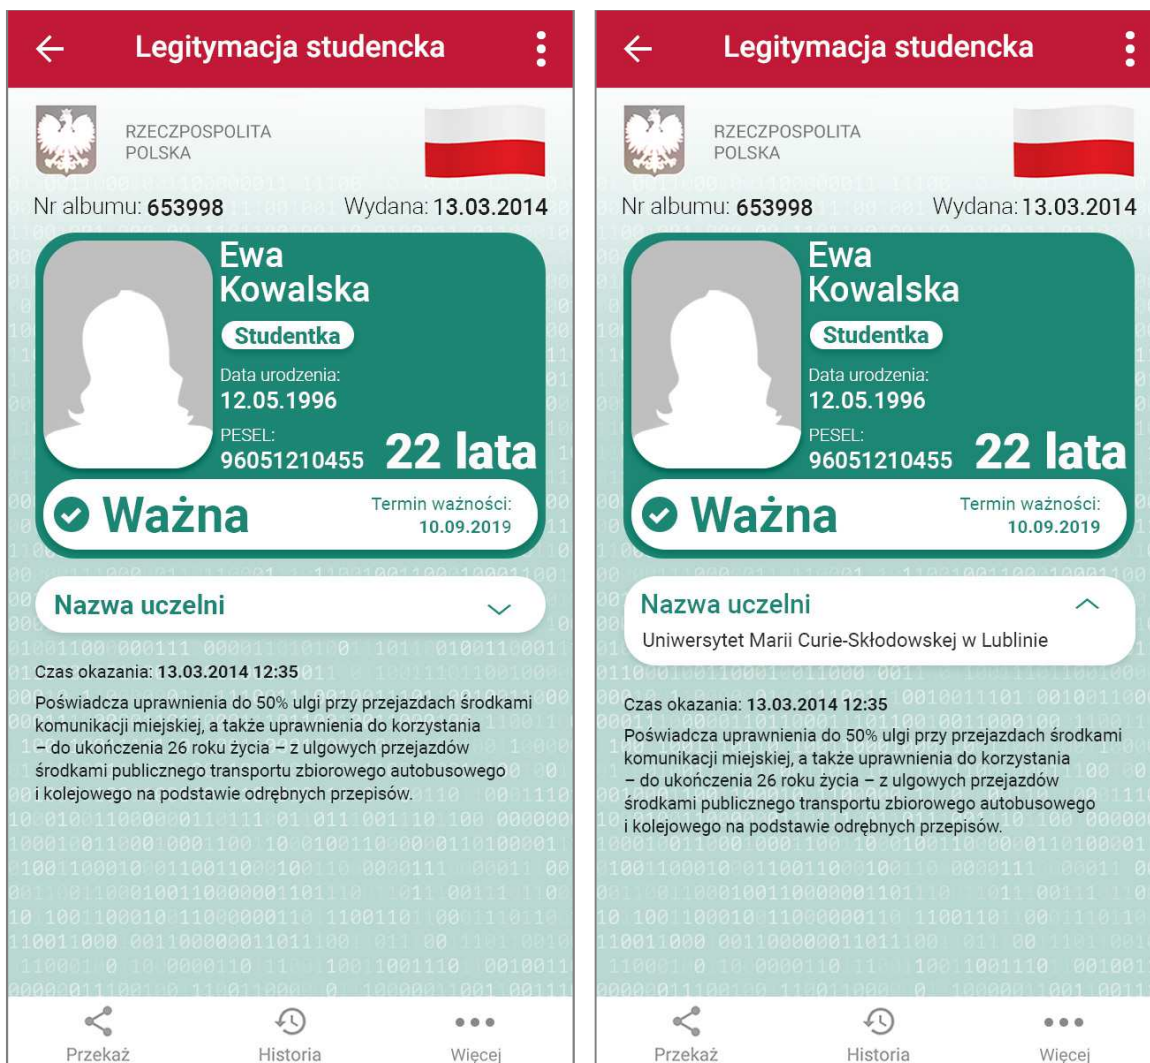 Legitymacja studencka
RZECZPOSPOLITA
POLSKA
Nr albumu: 653998 Wydana: 13.03.2014
Ewa
Kowalska
Studentka
Data urodzenia:
12.05.1996
PESEL:
96051210455 22 lata
Ważna
Termin ważności:
10.09.2019
Nazwa uczelni
Czas okazania: 13.03.2014 12:35
Poświadcza uprawnienia do 50% ulgi przy przejazdach środkami
komunikacji miejskiej, a także uprawnienia do korzystania
– do ukończenia 26 roku życia – z ulgowych przejazdów
środkami publicznego transportu zbiorowego autobusowego
i kolejowego na podstawie odrębnych przepisów.
Przekaż Historia Więcej
Legitymacja studencka
RZECZPOSPOLITA
POLSKA
Nr albumu: 653998 Wydana: 13.03.2014
Ewa
Kowalska
Studentka
Data urodzenia:
12.05.1996
PESEL:
96051210455 22 lata
Ważna
Termin ważności:
10.09.2019
Nazwa uczelni
Uniwersytet Marii Curie-Skłodowskej w Lublinie
Czas okazania: 13.03.2014 12:35
Poświadcza uprawnienia do 50% ulgi przy przejazdach środkami
komunikacji miejskiej, a także uprawnienia do korzystania
– do ukończenia 26 roku życia – z ulgowych przejazdów
środkami publicznego transportu zbiorowego autobusowego
i kolejowego na podstawie odrębnych przepisów.
Przekaż Historia Więcej